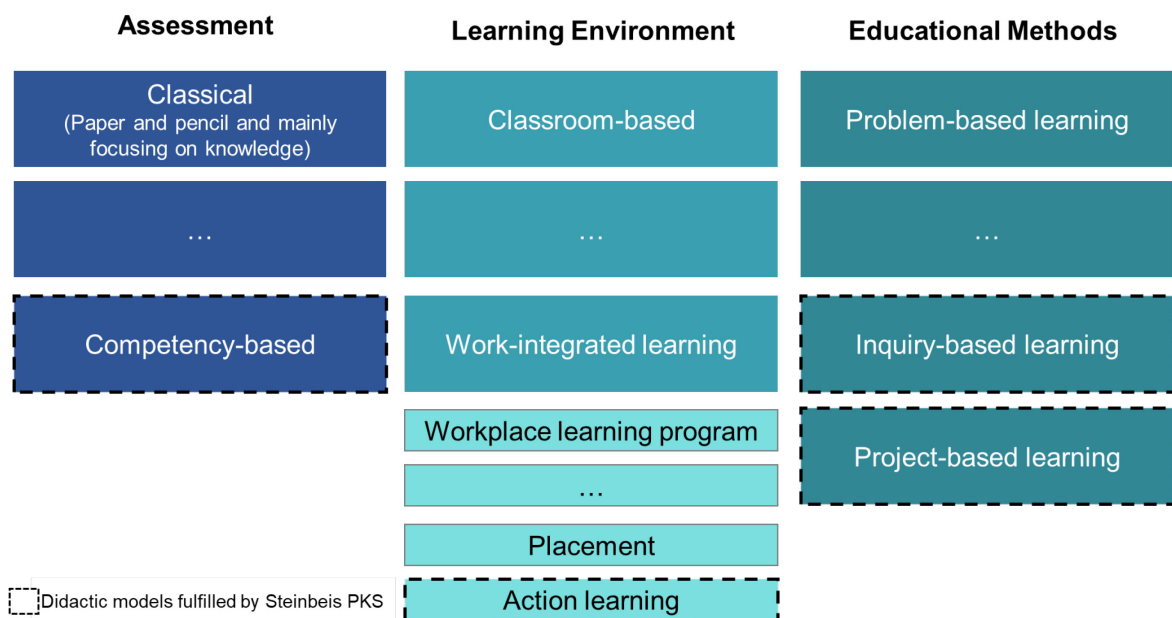 Assessment
Classical
(Paper and pencil and mainly
focusing on knowledge)
…
Competency-based
Learning Environment
Classroom-based
…
Work-integrated learning
Workplace learning program
…
Placement
Action learning
Educational Methods
Problem-based learning
…
Inquiry-based learning
Project-based learning
Didactic models fulfilled by Steinbeis PKS